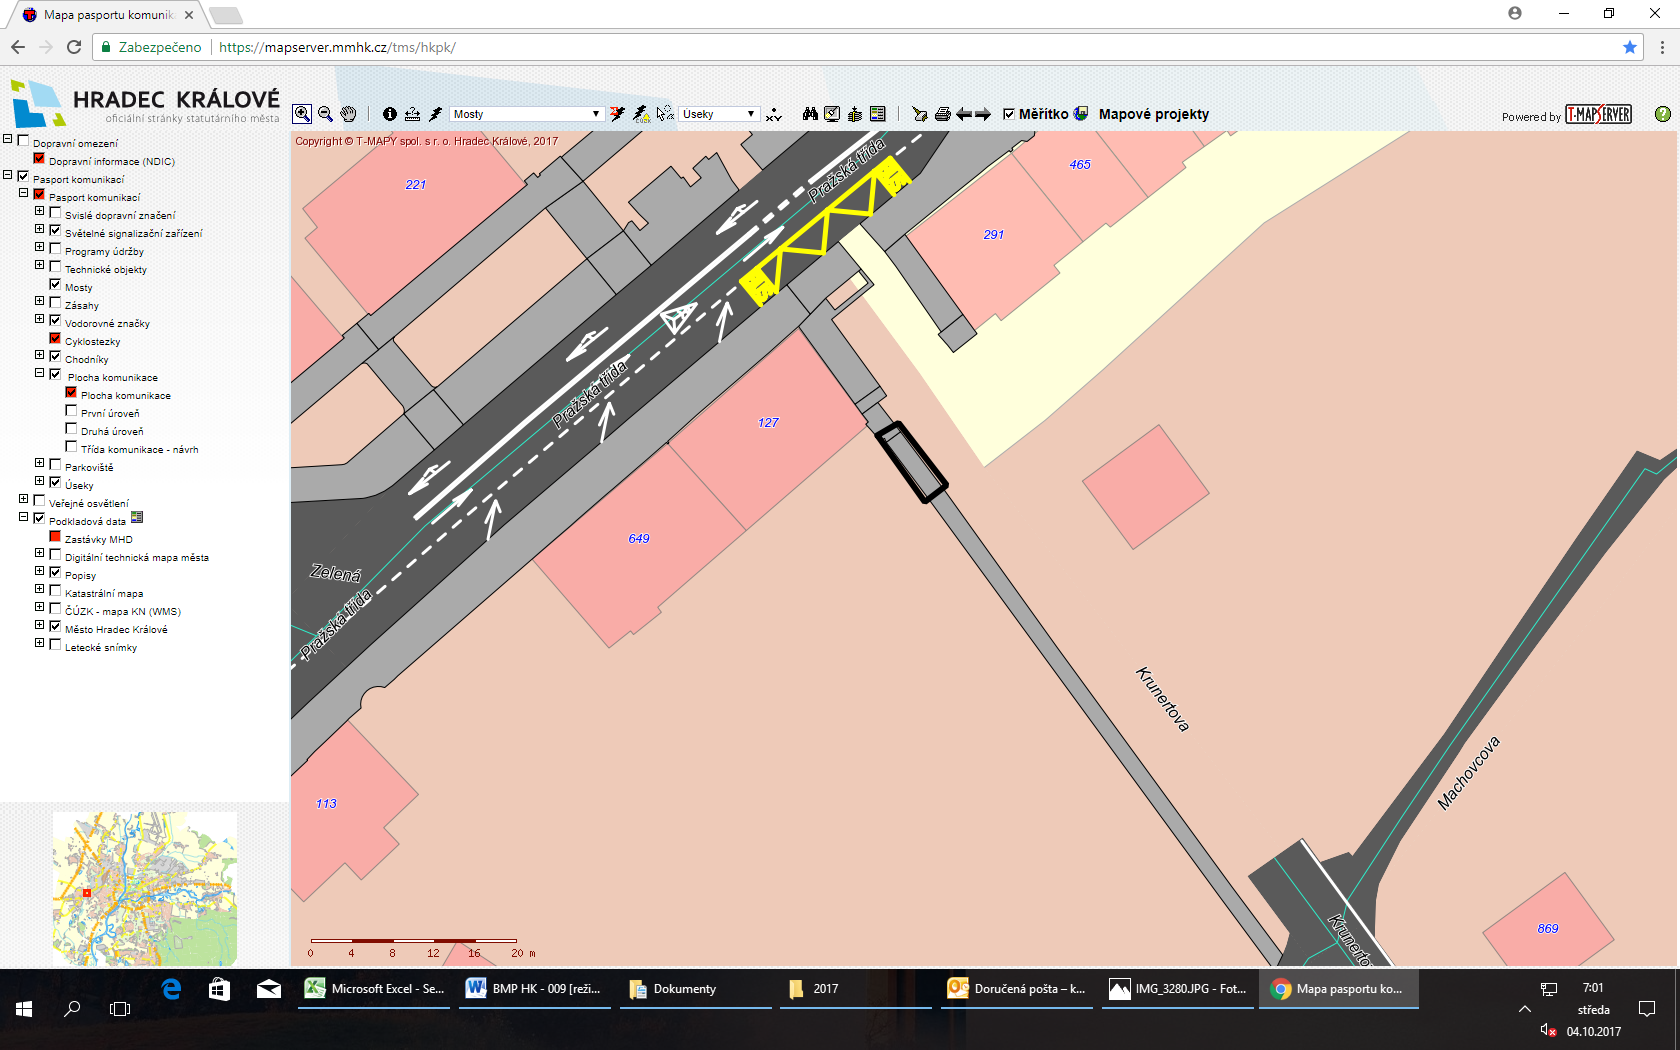 Mapa pasportu komunik
Zabezpečeno
https://mapserver.mmhk.cz/tms/hkpk/
HRADEC KRÁLOVÉ
oficiální stránky statutárního města
Mosty
Úseky
Měřítko
Mapové projekty
Powered by T-MAPSERVER
Dopravní omezení
Dopravní informace (NDIC)
Pasport komunikací
Pasport komunikací
Svislé dopravní značení
Světelné signalizační zařízení
Programy údržby
Technické objekty
Mosty
Zásahy
Vodorovné značky
Cyklostezky
Chodníky
Plocha komunikace
Plocha komunikace
První úroveň
Druhá úroveň
Třída komunikace - návrh
Parkoviště
Úseky
Veřejné osvětlení
Podkladová data
Zastávky MHD
Digitální technická mapa města
Popisy
Katastrální mapa
ČÚZK - mapa KN (WMS)
Město Hradec Králové
Letecké snímky
Copyright © T-MAPY spol. s r. o. Hradec Králové, 2017
221
Pražská třída
465
291
BUS
BUS
Pražská třída
127
649
Zelená
Pražská třída
Krunertova
Machovcova
113
869
Krunerto
0 4 8 12 16 20 m
Microsoft Excel - Se...
BMP HK - 009 [reži...
Dokumenty
2017
Doručená pošta – k...
IMG_3280.JPG - Fot...
Mapa pasportu ko...
7:01
středa
04.10.2017